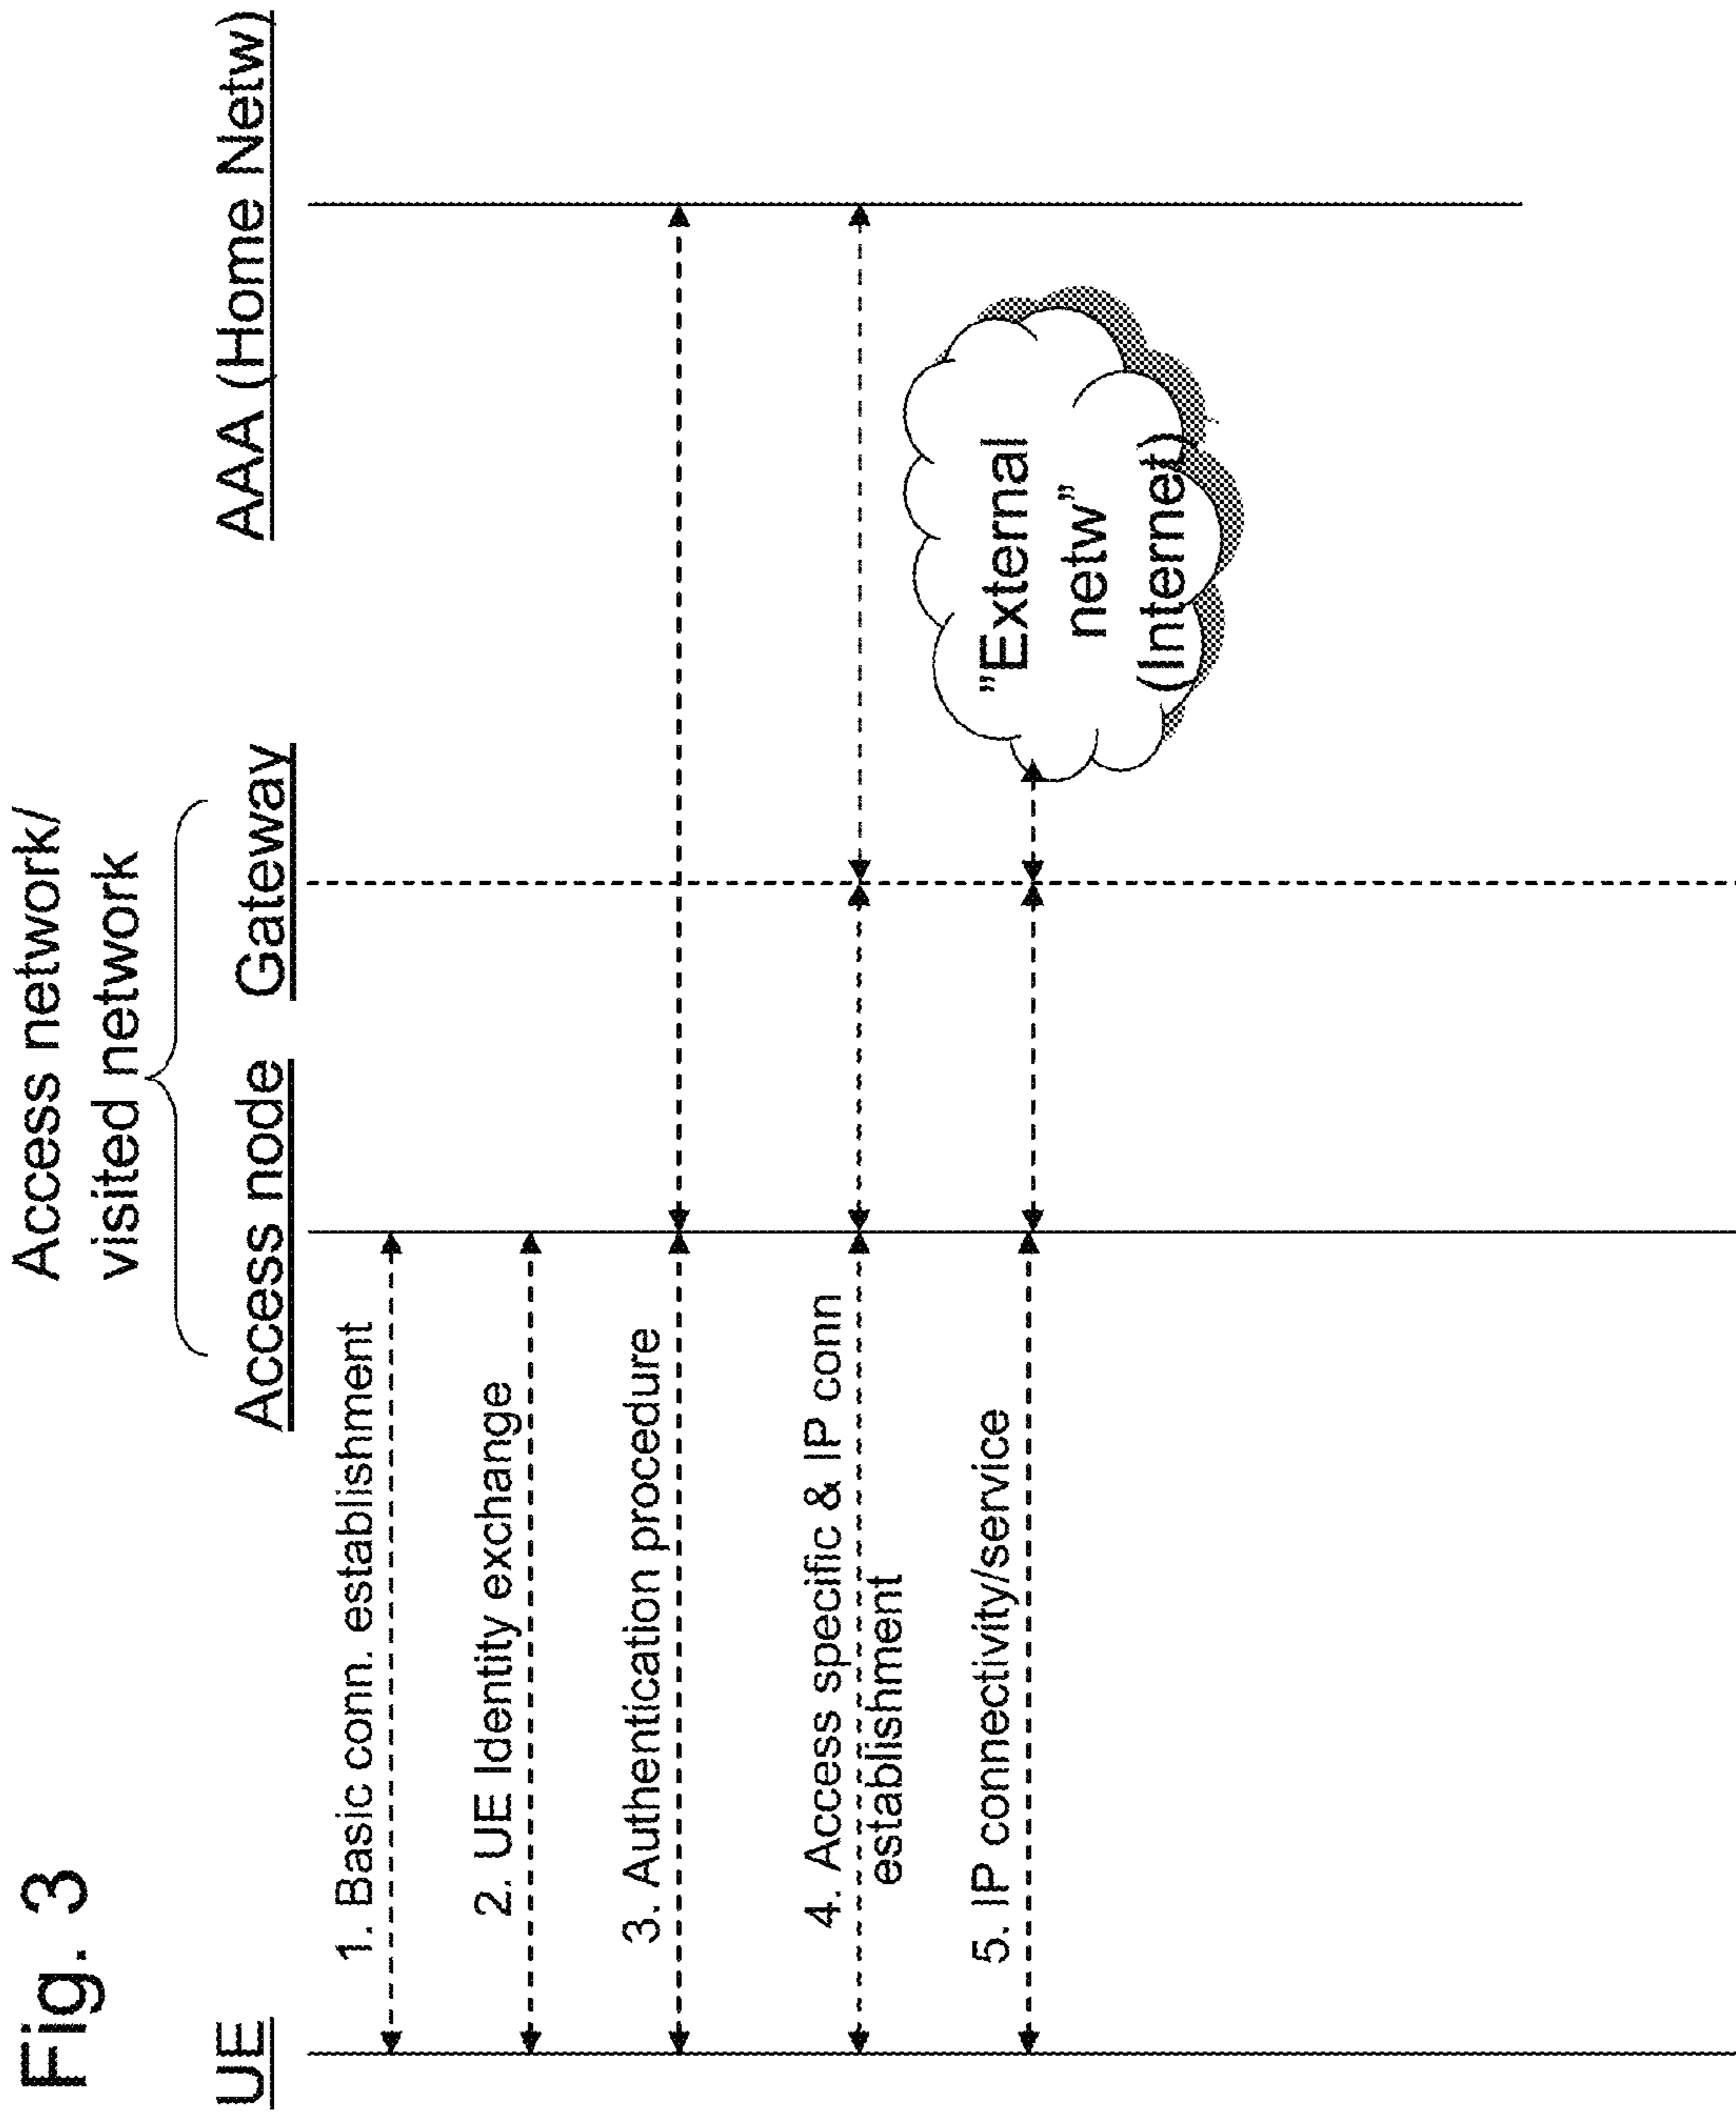 Fig. 3
Access network/
visited network
UE
Access node
Gateway
AAA (Home Netw)
1. Basic conn. establishment
2. UE Identity exchange
3. Authentication procedure
4. Access specific & IP conn
establishment
5. IP connectivity/service
"External
netw"
(Internet)